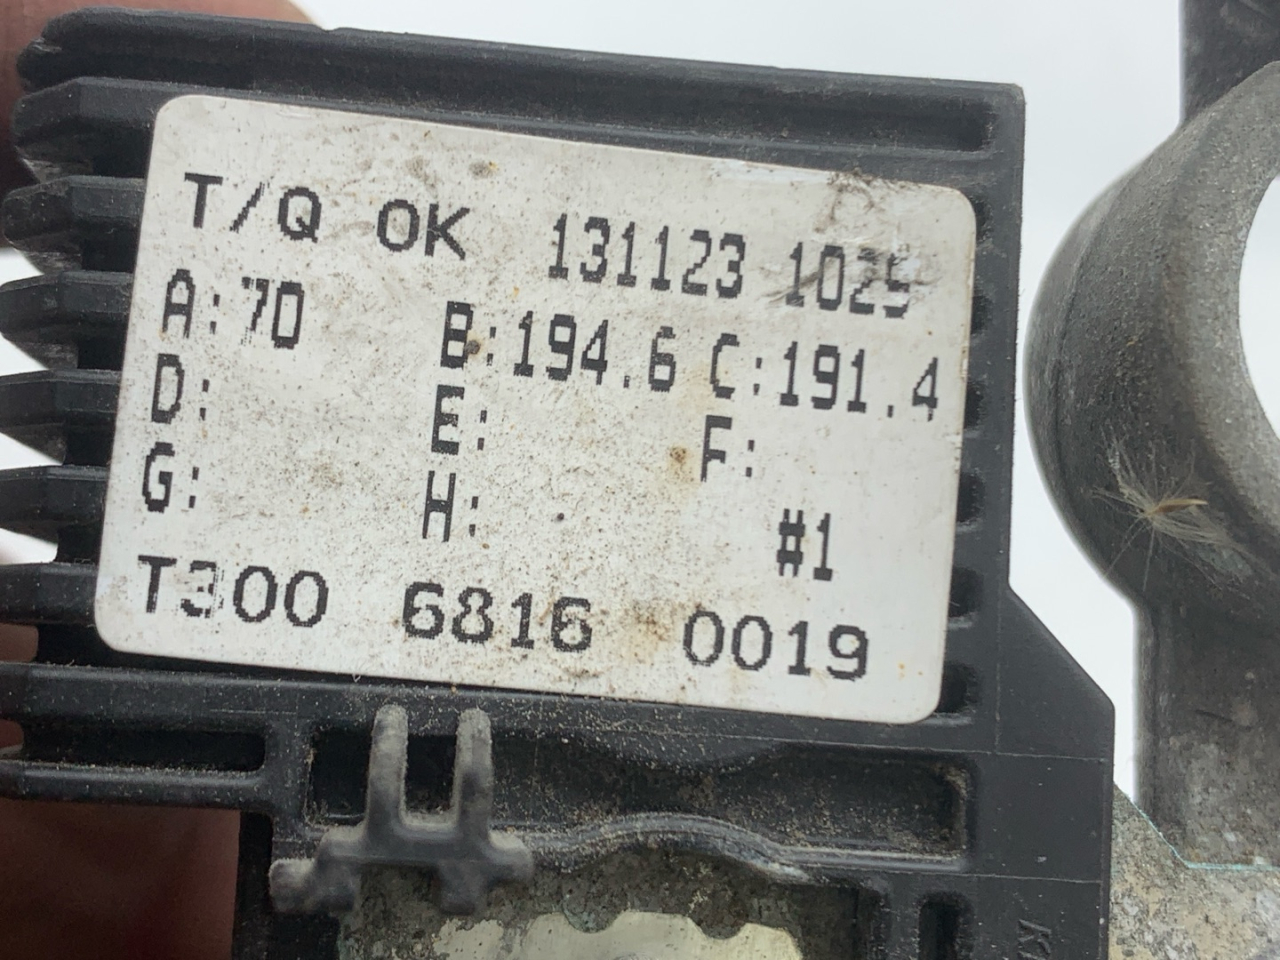 T/Q OK 131123 1025
A:70 B:194.6 C:191.4
D: E: F:
G: H: #1
T300 6816 0019